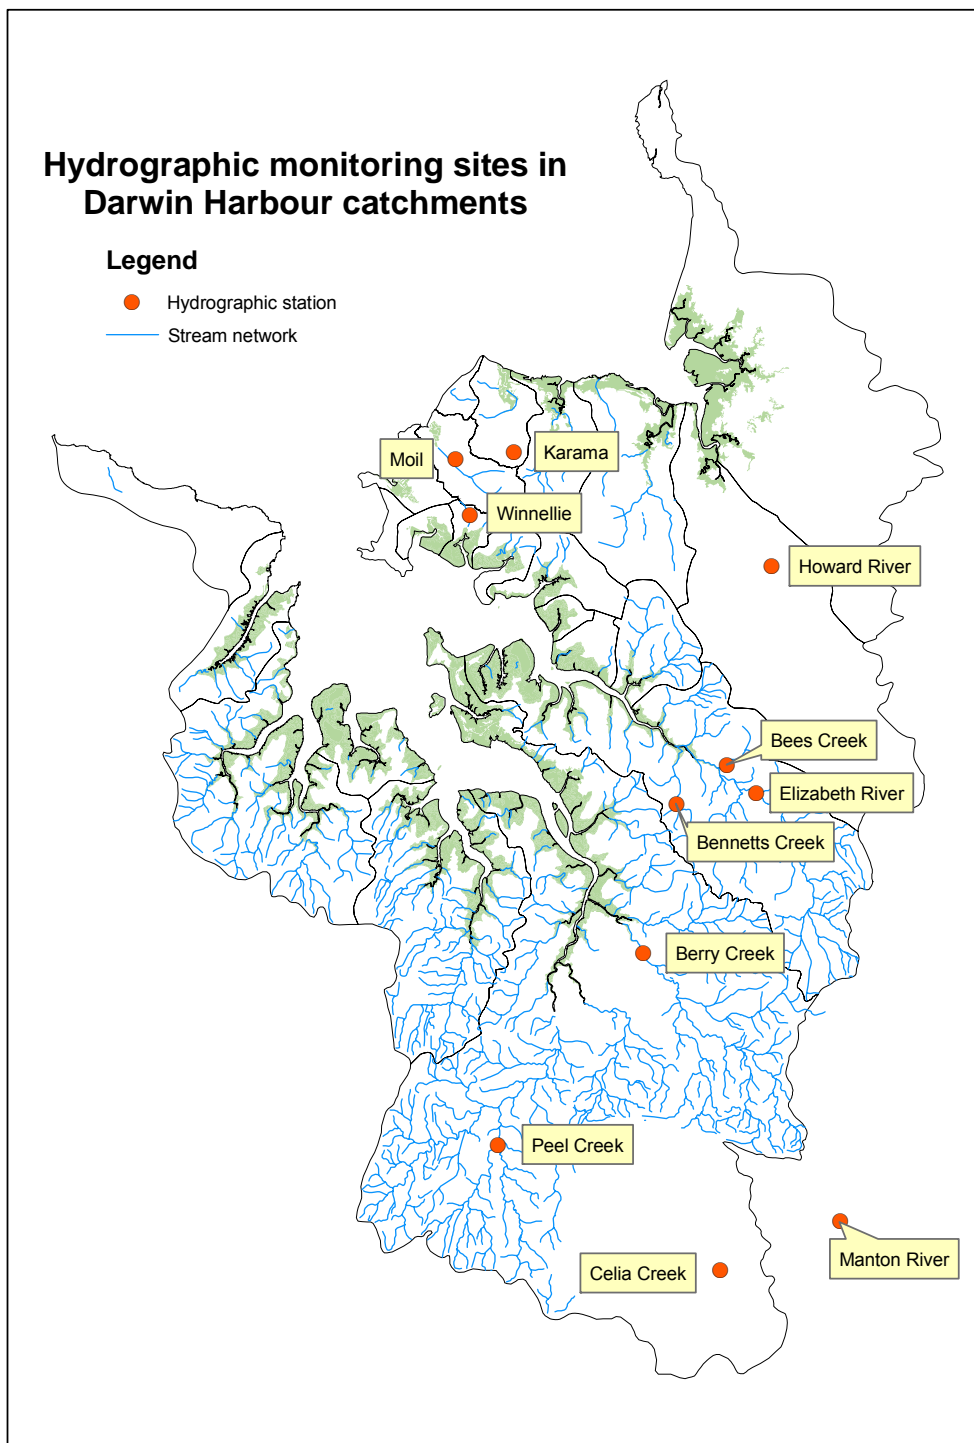 Hydrographic monitoring sites in
Darwin Harbour catchments
Legend
Hydrographic station
Stream network
Moil
Karama
Winnellie
Howard River
Bees Creek
Elizabeth River
Bennetts Creek
Berry Creek
Peel Creek
Manton River
Celia Creek